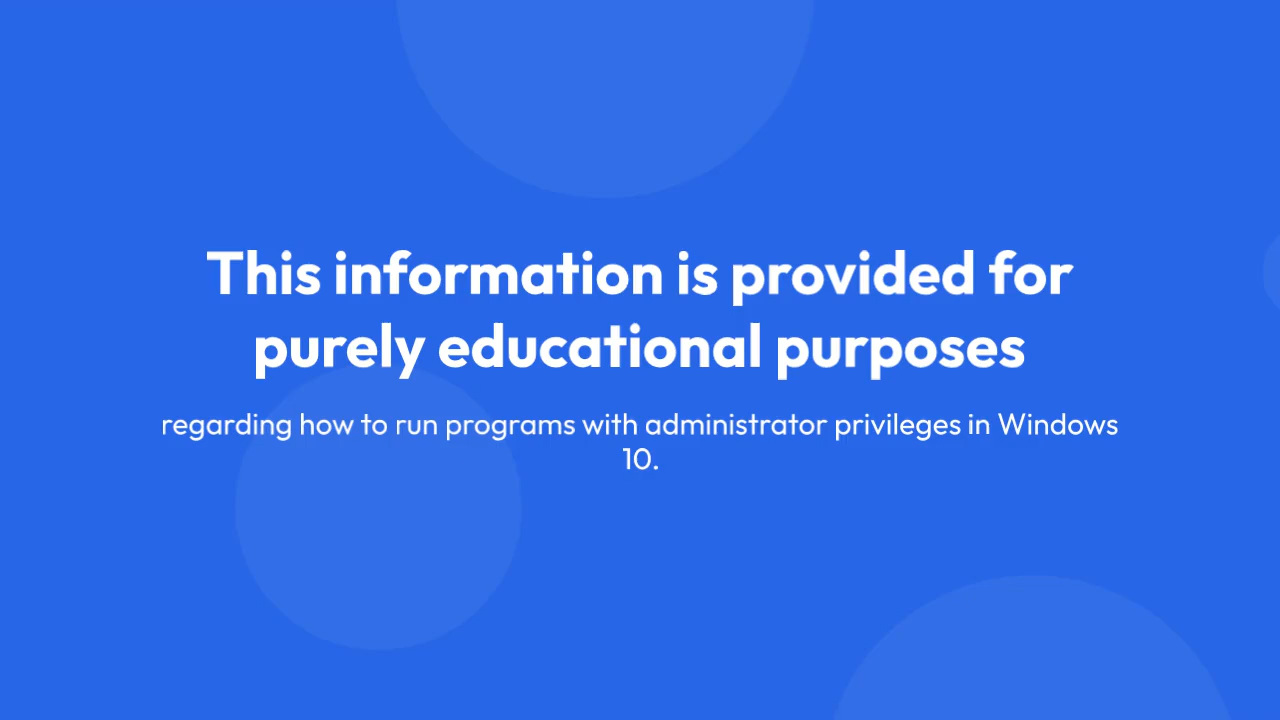 This information is provided for
purely educational purposes
regarding how to run programs with administrator privileges in Windows
10.